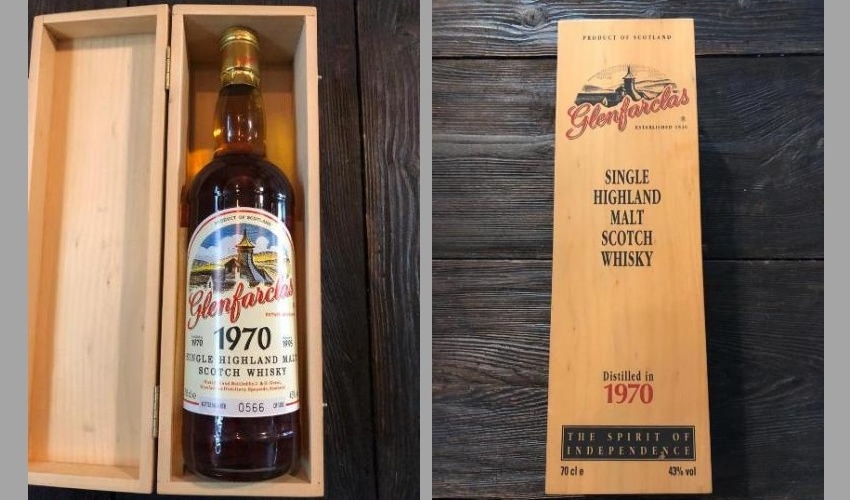 PRODUCT OF SCOTLAND
Glenfarclas
1970
1970
SINGLE HIGHLAND MALT
SCOTCH WHISKY
0566
PRODUCT OF SCOTLAND
Glenfarclas
ESTABLISHED 1836
SINGLE
HIGHLAND
MALT
SCOTCH
WHISKY
Distilled in
1970
THE SPIRIT OF
INDEPENDENCE
70 cl e
43% vol